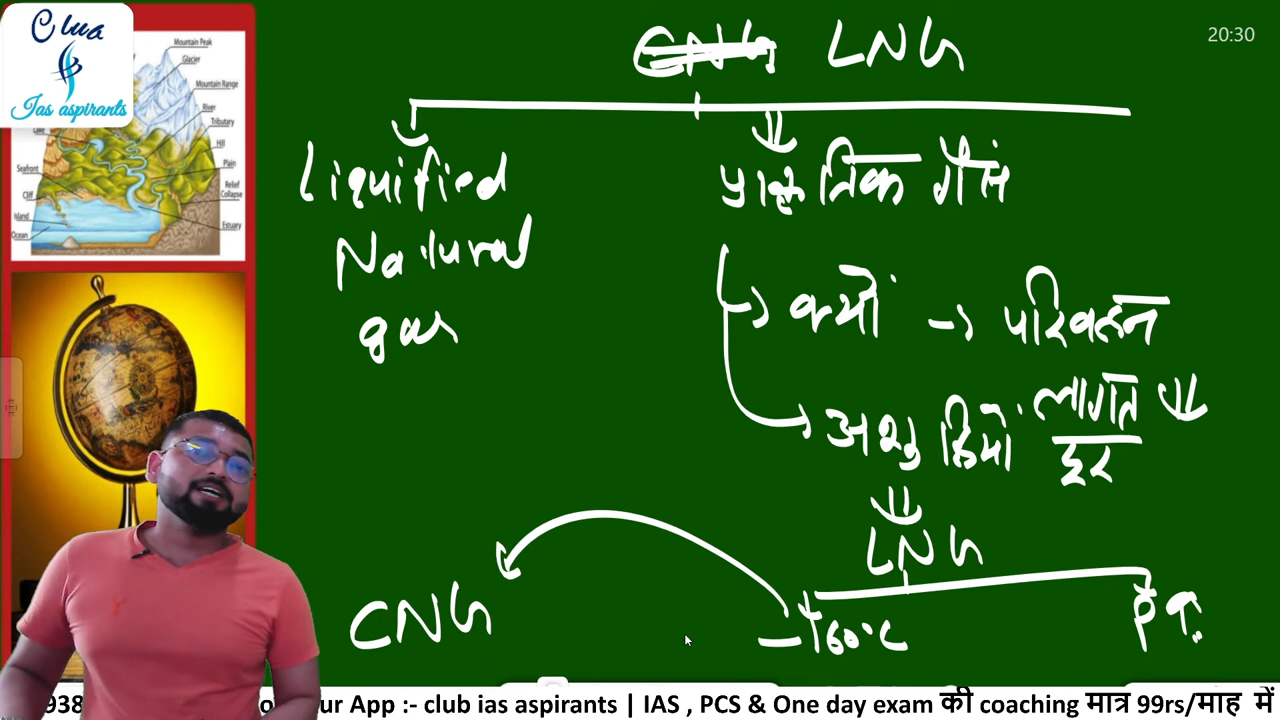 Clua
Ias aspirants
Mountain Peak
Glacier
Mountain Range
River
Tributary
Hill
Lake
Plain
Seafront
Relief
Collapse
Cliff
Island
Estuary
Ocean
20:30
CNG LNG
Liquified
Natural
gas
प्राकृतिक गैस
क्यों → परिवहन
लागत ⇓
अशुद्धियों दूर
LNG
CNG
-160°C
938
ur App :- club ias aspirants | IAS , PCS & One day exam की coaching मात्र 99rs/माह में